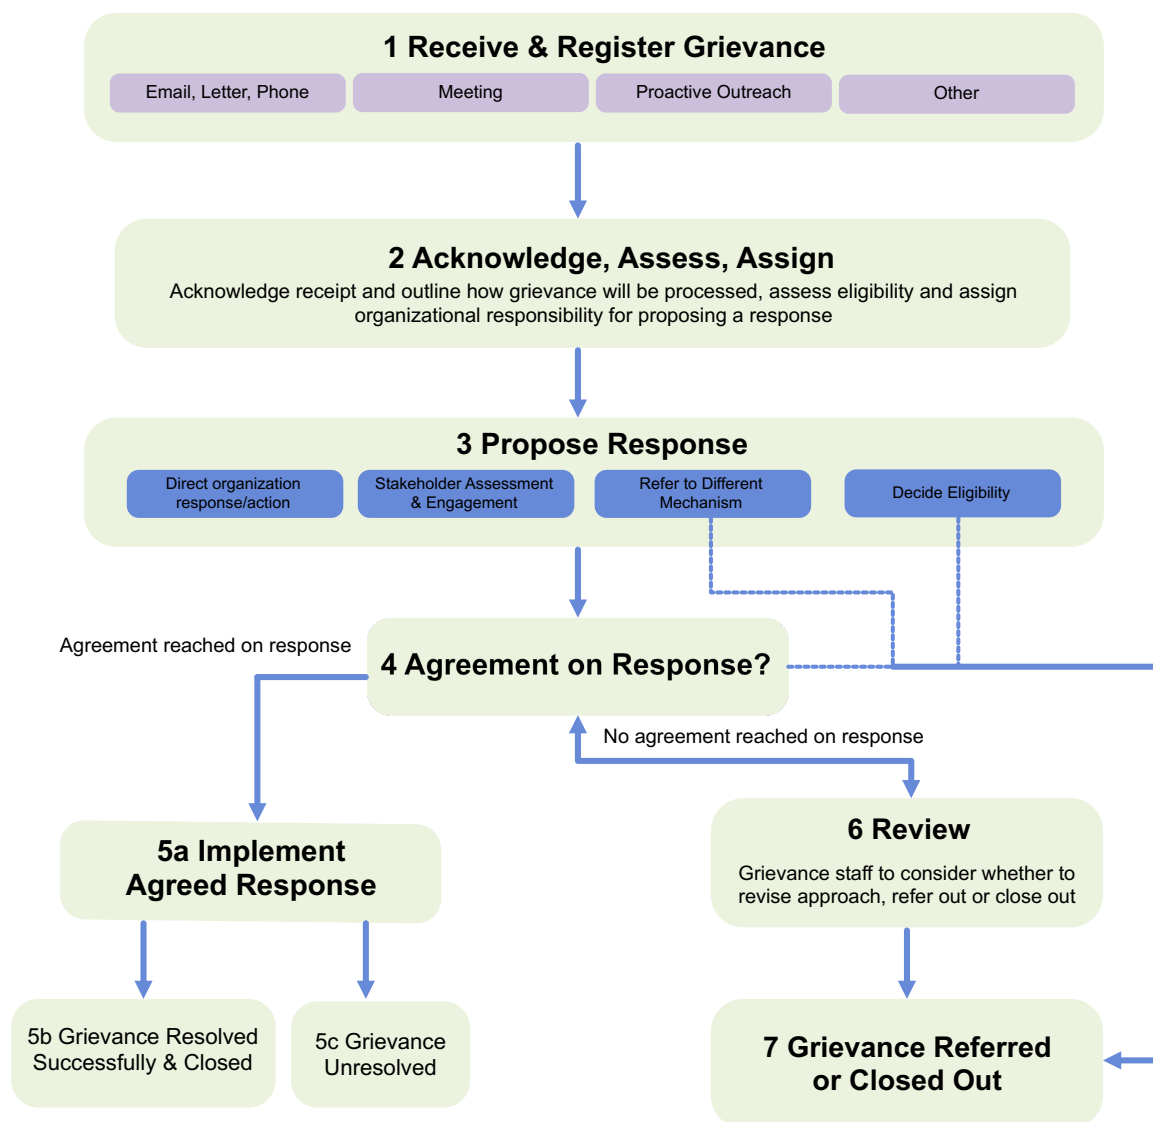 1 Receive & Register Grievance
Email, Letter, Phone
Meeting
Proactive Outreach
Other
2 Acknowledge, Assess, Assign
Acknowledge receipt and outline how grievance will be processed, assess eligibility and assign
organizational responsibility for proposing a response
3 Propose Response
Direct organization
response/action
Stakeholder Assessment
& Engagement
Refer to Different
Mechanism
Decide Eligibility
Agreement reached on response
4 Agreement on Response?
No agreement reached on response
5a Implement
Agreed Response
6 Review
Grievance staff to consider whether to
revise approach, refer out or close out
5b Grievance Resolved
Successfully & Closed
5c Grievance
Unresolved
7 Grievance Referred
or Closed Out